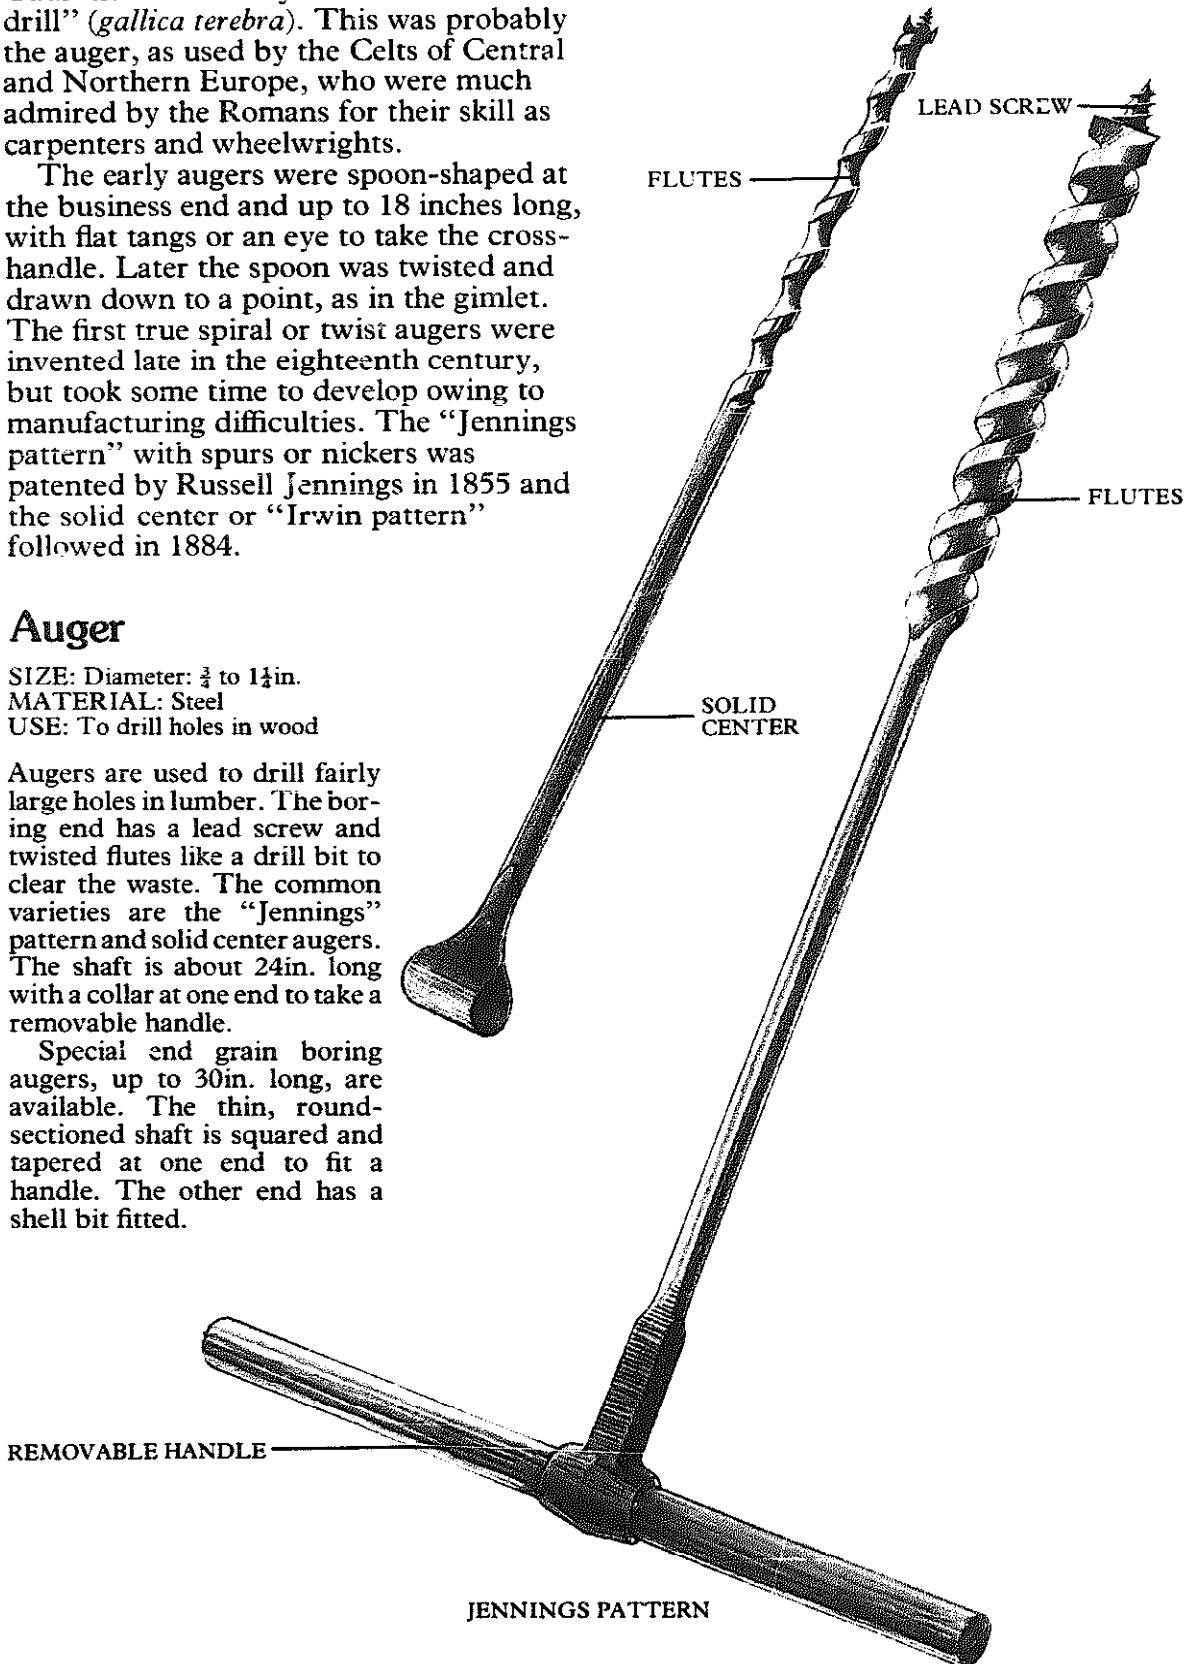 drill” (gallica terebra). This was probably
the auger, as used by the Celts of Central
and Northern Europe, who were much
admired by the Romans for their skill as
carpenters and wheelwrights.
The early augers were spoon-shaped at
the business end and up to 18 inches long,
with flat tangs or an eye to take the cross-
handle. Later the spoon was twisted and
drawn down to a point, as in the gimlet.
The first true spiral or twist augers were
invented late in the eighteenth century,
but took some time to develop owing to
manufacturing difficulties. The “Jennings
pattern” with spurs or nickers was
patented by Russell Jennings in 1855 and
the solid center or “Irwin pattern”
followed in 1884.
Auger
SIZE: Diameter: ¾ to 1¼in.
MATERIAL: Steel
USE: To drill holes in wood
Augers are used to drill fairly
large holes in lumber. The bor-
ing end has a lead screw and
twisted flutes like a drill bit to
clear the waste. The common
varieties are the “Jennings”
pattern and solid center augers.
The shaft is about 24in. long
with a collar at one end to take a
removable handle.
Special end grain boring
augers, up to 30in. long, are
available. The thin, round-
sectioned shaft is squared and
tapered at one end to fit a
handle. The other end has a
shell bit fitted.
LEAD SCREW
FLUTES
FLUTES
SOLID
CENTER
REMOVABLE HANDLE
JENNINGS PATTERN